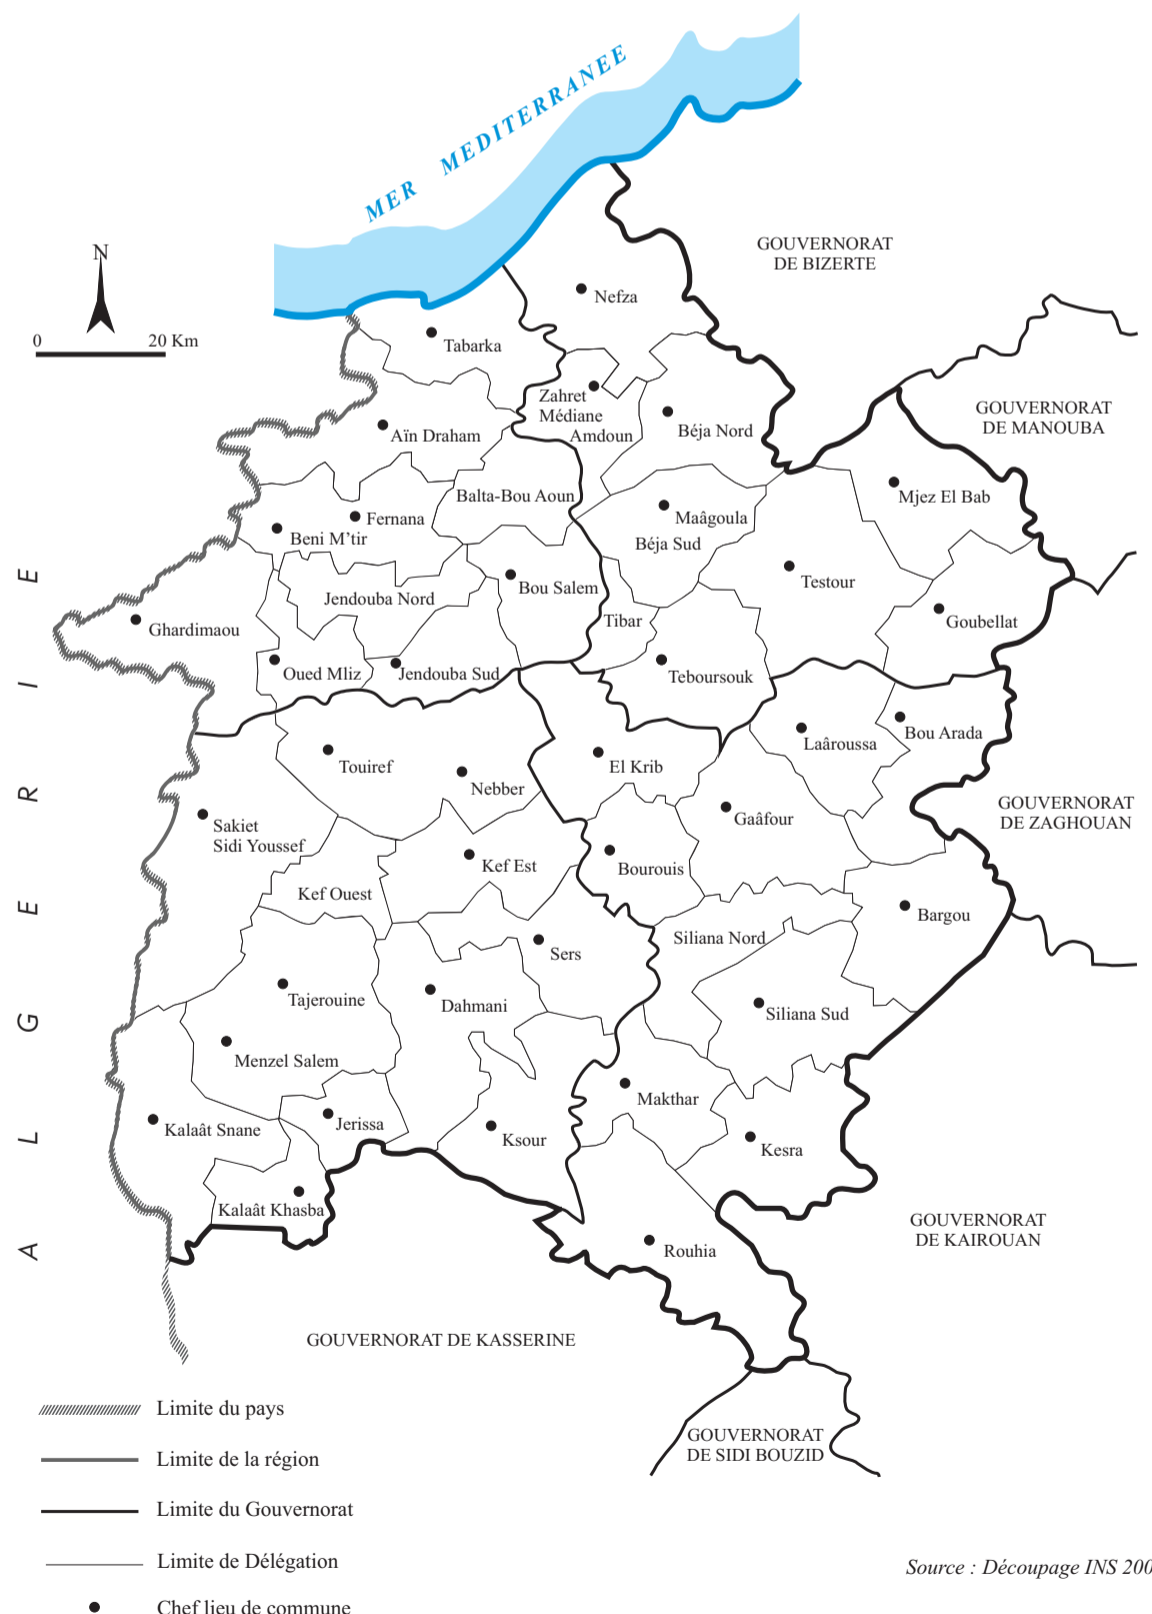 MER MEDITERRANEE
GOUVERNORAT
DE BIZERTE
N
0 20 Km
Nefza
Tabarka
Zahret
Médiane
Amdoun
Béja Nord
GOUVERNORAT
DE MANOUBA
Aïn Draham
Balta-Bou Aoun
Mjez El Bab
Fernana
Beni M'tir
Maâgoula
Béja Sud
Testour
Bou Salem
Jendouba Nord
Tibar
Goubellat
Ghardimaou
Oued Mliz
Jendouba Sud
Teboursouk
Laâroussa
Bou Arada
Touiref
Nebber
El Krib
Gaâfour
GOUVERNORAT
DE ZAGHOUAN
Sakiet
Sidi Youssef
Kef Est
Bourouis
Kef Ouest
Bargou
Siliana Nord
Sers
Tajerouine
Dahmani
Siliana Sud
Menzel Salem
Makthar
Kalaât Snane
Jerissa
Ksour
Kesra
Kalaât Khasba
GOUVERNORAT
DE KAIROUAN
Rouhia
ALGERIE
GOUVERNORAT DE KASSERINE
GOUVERNORAT
DE SIDI BOUZID
Limite du pays
Limite de la région
Limite du Gouvernorat
Limite de Délégation
Chef lieu de commune
Source : Découpage INS 200